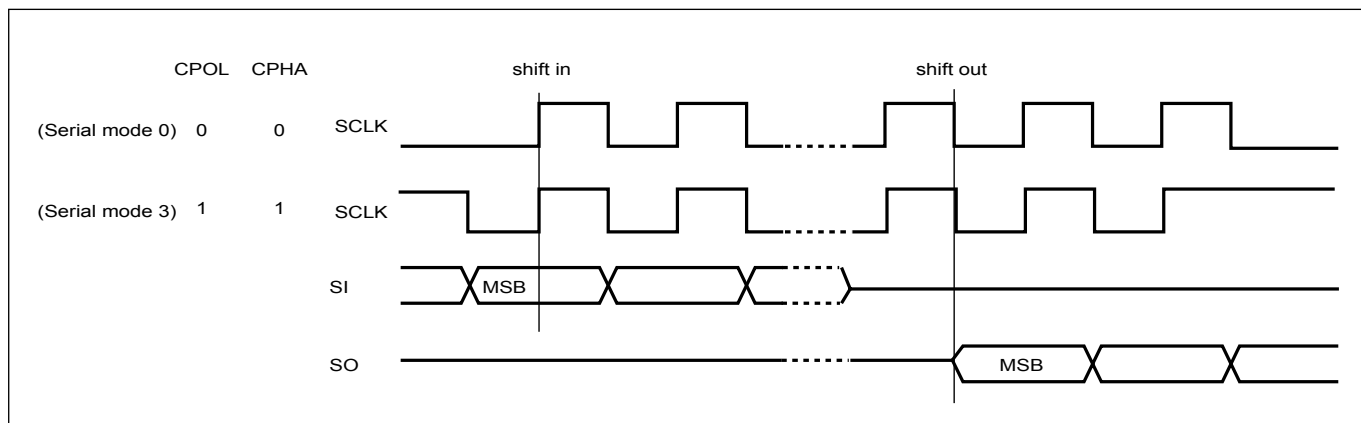 CPOL CPHA shift in shift out
(Serial mode 0) 0 0 SCLK
(Serial mode 3) 1 1 SCLK
SI MSB
SO MSB